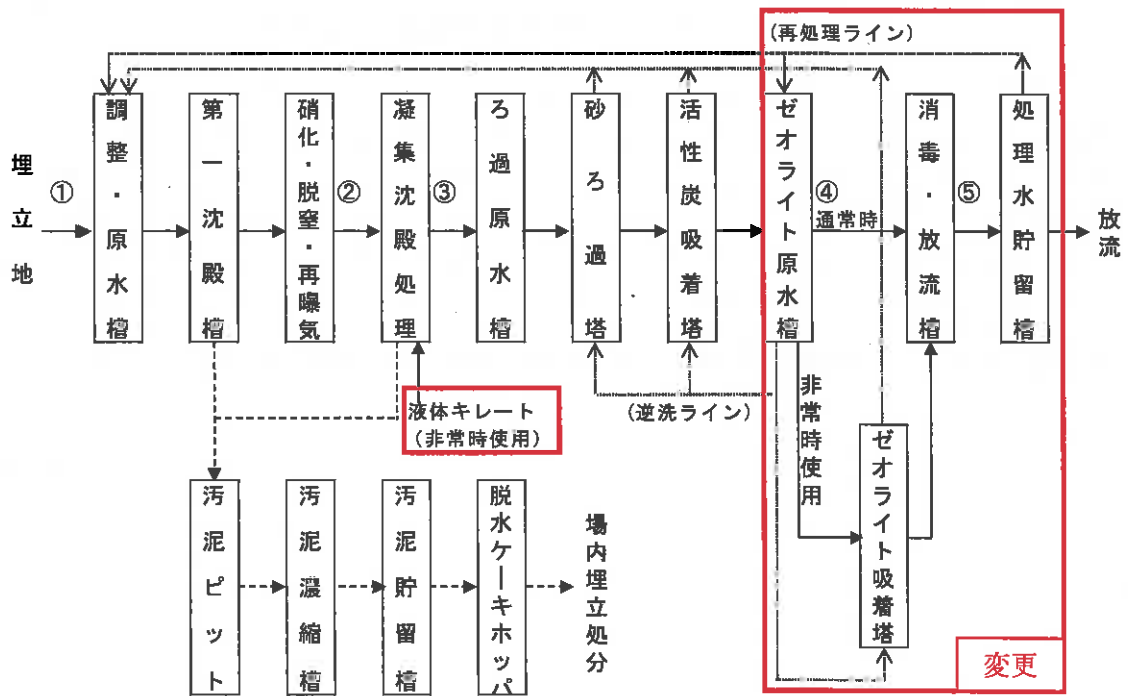 (再処理ライン)
埋立地
①
調整・原水槽
第一沈殿槽
硝化・脱窒・再曝気
②
凝集沈殿処理
③
ろ過原水槽
砂ろ過塔
活性炭吸着塔
ゼオライト原水槽
④
通常時
消毒・放流槽
⑤
処理水貯留槽
放流
液体キレート
(非常時使用)
(逆洗ライン)
非常時使用
ゼオライト吸着塔
汚泥ピット
汚泥濃縮槽
汚泥貯留槽
脱水ケーキホッパ
場内埋立処分
変更